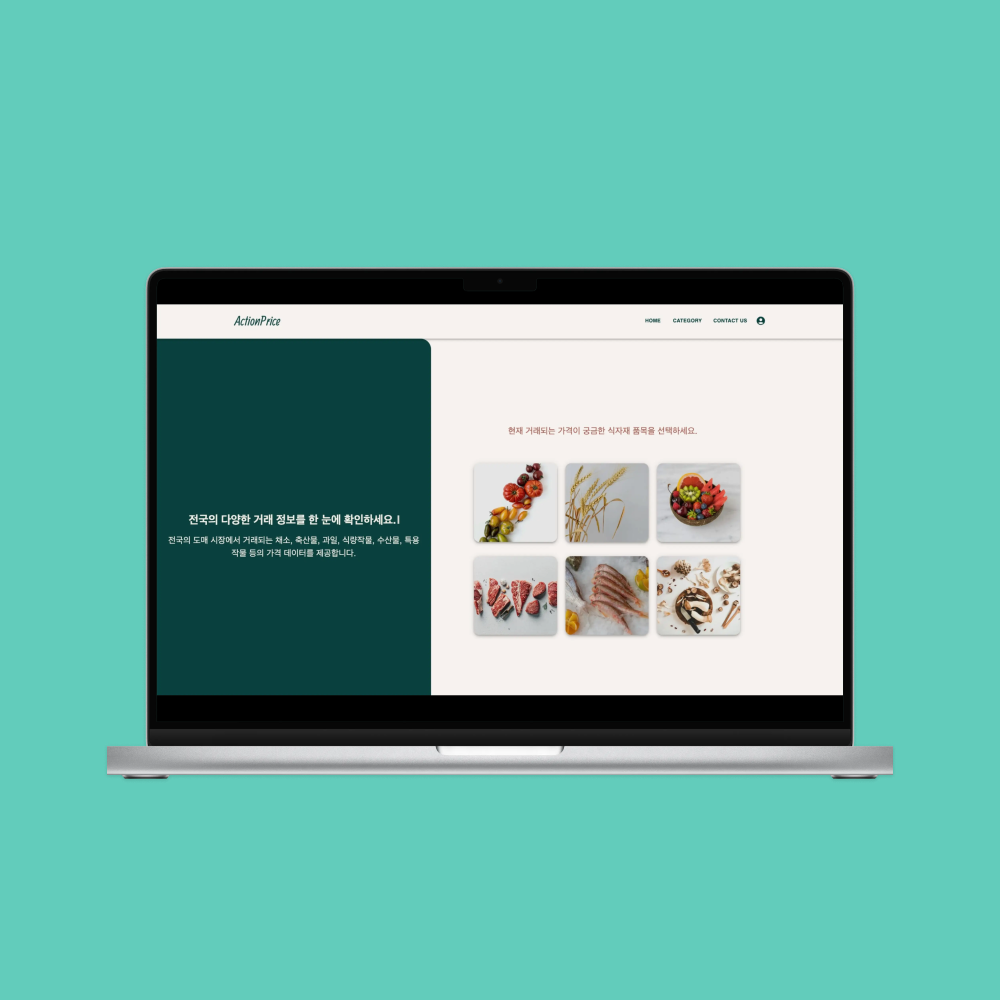 ActionPrice
HOME CATEGORY CONTACT US
전국의 다양한 거래 정보를 한 눈에 확인하세요.|
전국의 도매 시장에서 거래되는 채소, 축산물, 과일, 식량작물, 수산물, 특용
작물 등의 가격 데이터를 제공합니다.
현재 거래되는 가격이 궁금한 식자재 품목을 선택하세요.